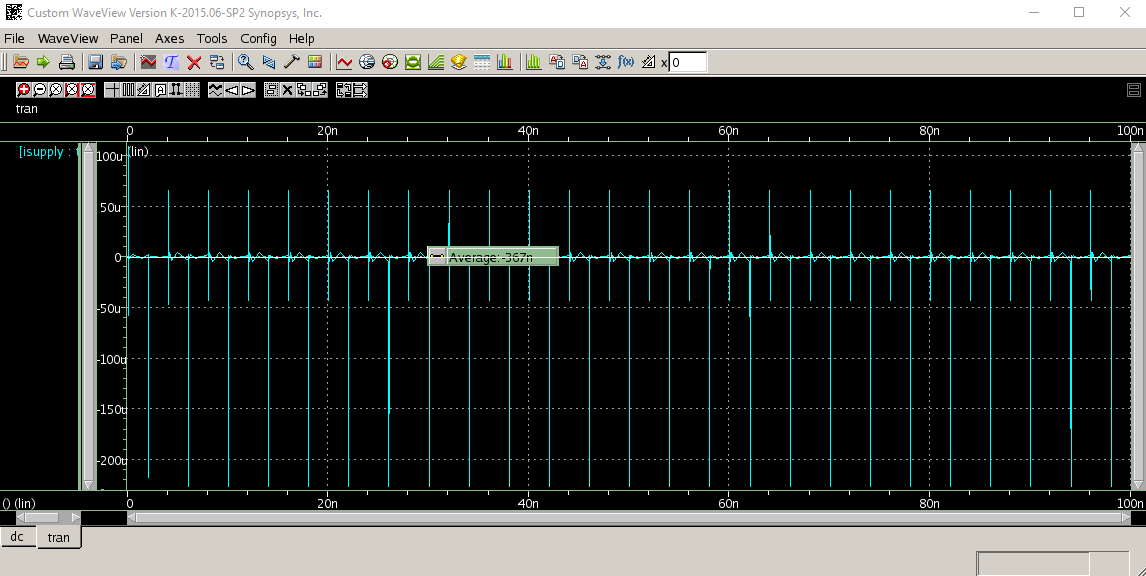 Custom WaveView Version K-2015.06-SP2 Synopsys, Inc.
File WaveView Panel Axes Tools Config Help
f(x) x 0
tran
0 20n 40n 60n 80n 100n
[isupply : 100u (lin)
50u
0 Average: -367n
-50u
-100u
-150u
-200u
() (lin) 0 20n 40n 60n 80n 100n
dc tran